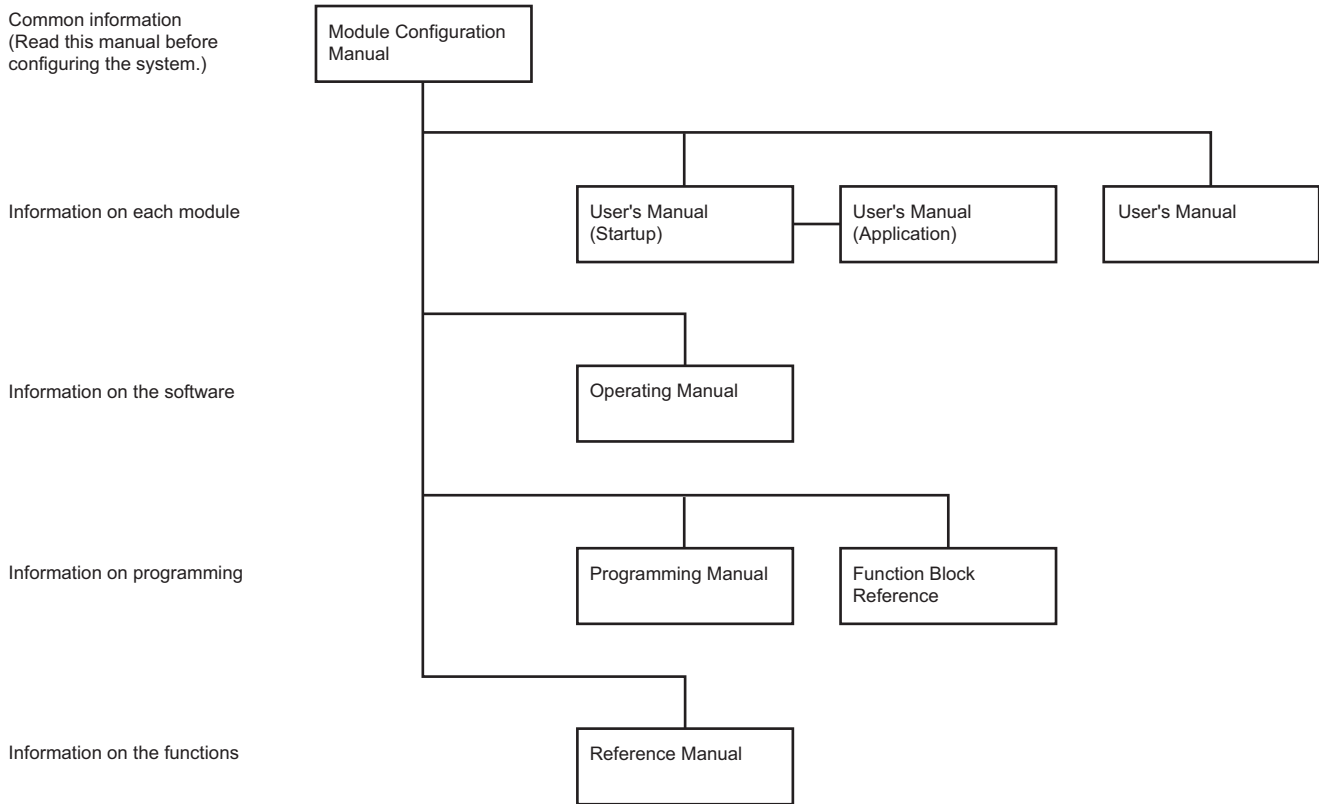 Common information
(Read this manual before
configuring the system.)
Module Configuration
Manual
Information on each module
User's Manual
(Startup)
User's Manual
(Application)
User's Manual
Information on the software
Operating Manual
Information on programming
Programming Manual
Function Block
Reference
Information on the functions
Reference Manual